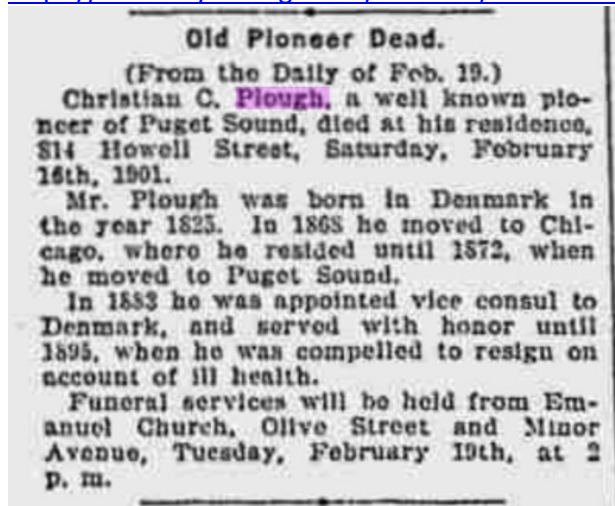 Old Pioneer Dead.
(From the Daily of Feb. 19.)
Christian C. Plough, a well known pio-
neer of Puget Sound, died at his residence,
814 Howell Street, Saturday, February
16th, 1901.
Mr. Plough was born in Denmark in
the year 1825. In 1868 he moved to Chi-
cago, where he resided until 1872, when
he moved to Puget Sound.
In 1883 he was appointed vice consul to
Denmark, and served with honor until
1895, when he was compelled to resign on
account of ill health.
Funeral services will be held from Em-
anuel Church, Olive Street and Minor
Avenue, Tuesday, February 19th, at 2
p. m.